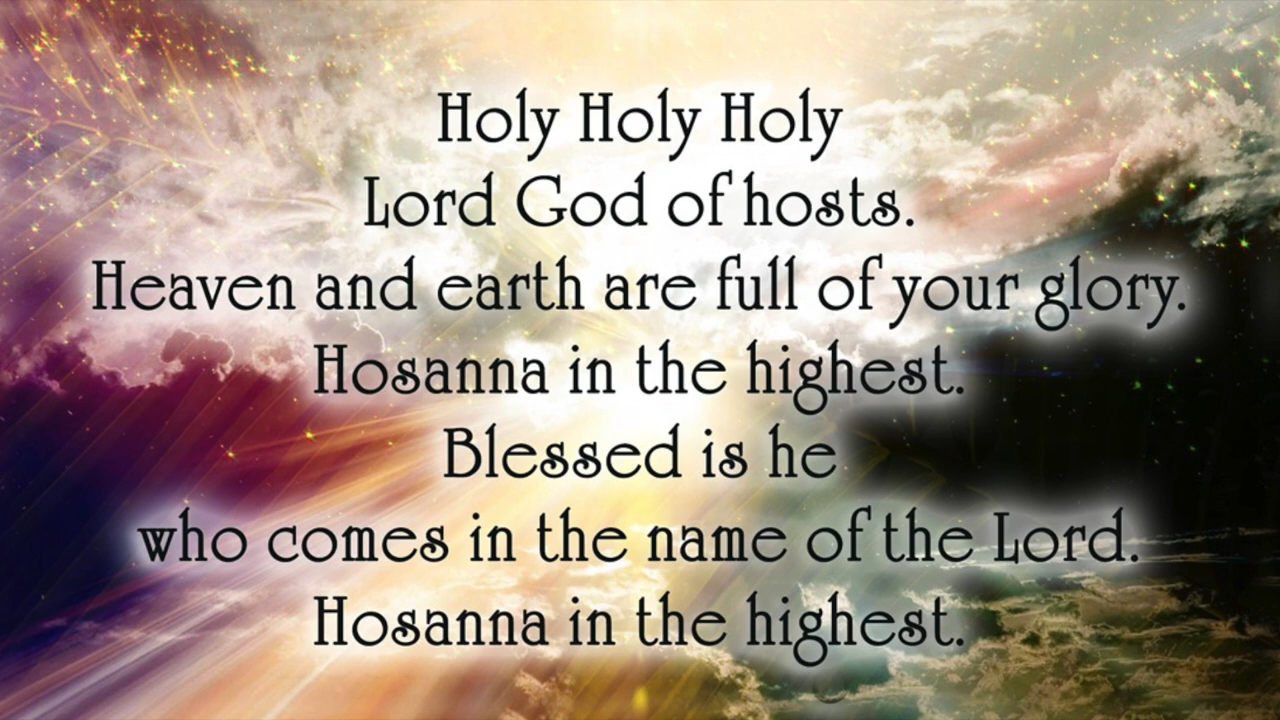 Holy Holy Holy
Lord God of hosts.
Heaven and earth are full of your glory.
Hosanna in the highest.
Blessed is he
who comes in the name of the Lord.
Hosanna in the highest.